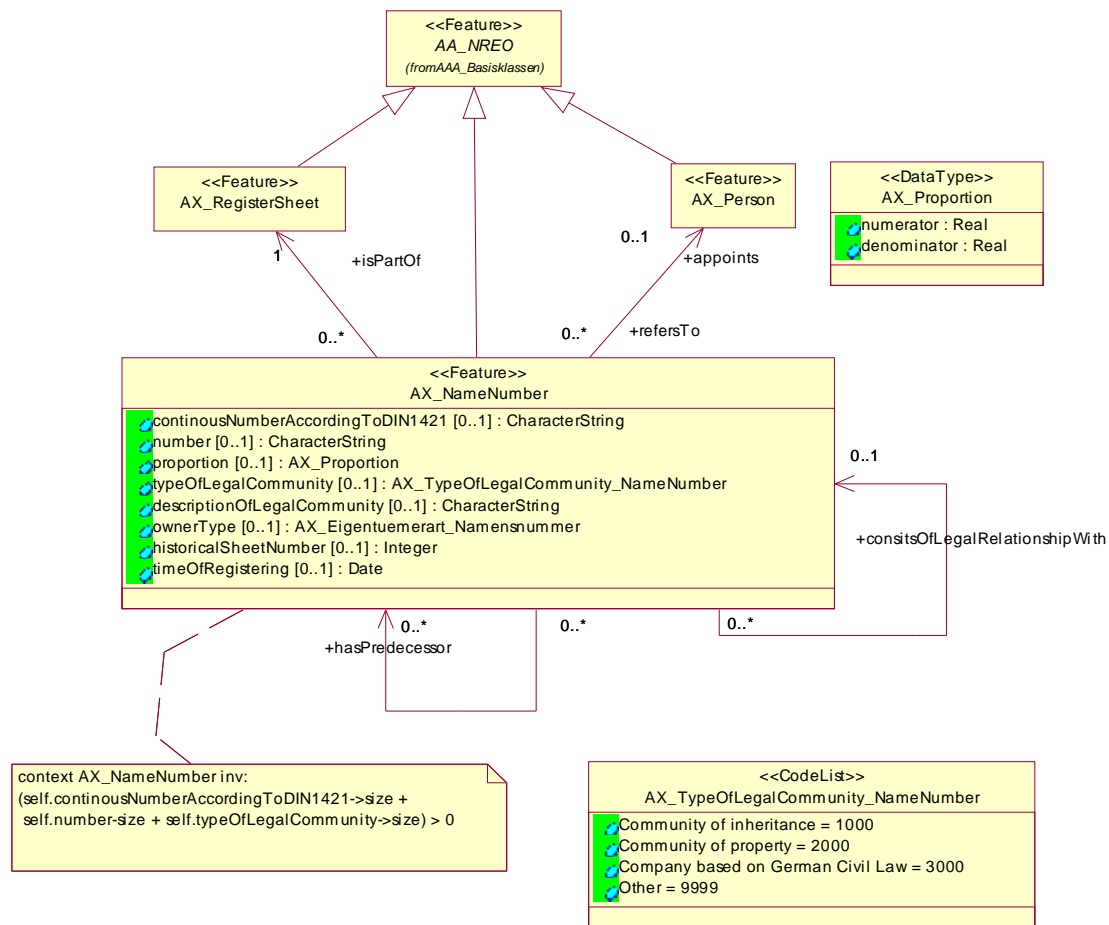 <<Feature>>
AA_NREO
(fromAAA_Basisklassen)
<<Feature>>
AX_RegisterSheet
<<Feature>>
AX_Person
<<DataType>>
AX_Proportion
numerator : Real
denominator : Real
1
+isPartOf
0..*
0..1
+appoints
0..*
+refersTo
<<Feature>>
AX_NameNumber
continousNumberAccordingToDIN1421 [0..1] : CharacterString
number [0..1] : CharacterString
proportion [0..1] : AX_Proportion
typeOfLegalCommunity [0..1] : AX_TypeOfLegalCommunity_NameNumber
descriptionOfLegalCommunity [0..1] : CharacterString
ownerType [0..1] : AX_Eigentuemerart_Namensnummer
historicalSheetNumber [0..1] : Integer
timeOfRegistering [0..1] : Date
0..1
+consitsOfLegalRelationshipWith
0..*
0..*
0..*
+hasPredecessor
context AX_NameNumber inv:
(self.continousNumberAccordingToDIN1421->size +
self.number-size + self.typeOfLegalCommunity->size) > 0
<<CodeList>>
AX_TypeOfLegalCommunity_NameNumber
Community of inheritance = 1000
Community of property = 2000
Company based on German Civil Law = 3000
Other = 9999